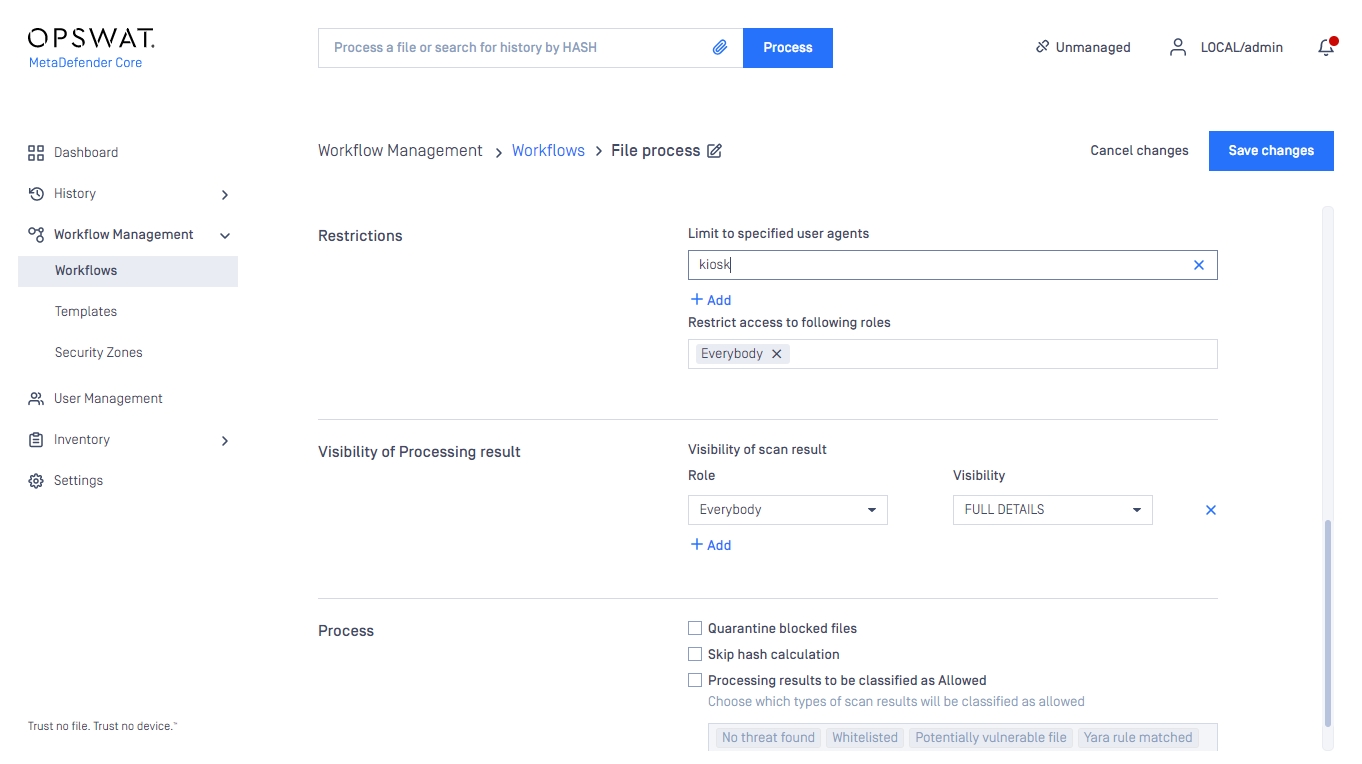 OPSWAT.
MetaDefender Core
Process a file or search for history by HASH
Process
Unmanaged
LOCAL/admin
Dashboard
History
Workflow Management
Workflows
Templates
Security Zones
User Management
Inventory
Settings
Trust no file. Trust no device.™
Workflow Management > Workflows > File process
Cancel changes
Save changes
Restrictions
Limit to specified user agents
kiosk
+ Add
Restrict access to following roles
Everybody
Visibility of Processing result
Visibility of scan result
Role Visibility
Everybody FULL DETAILS
+ Add
Process
Quarantine blocked files
Skip hash calculation
Processing results to be classified as Allowed
Choose which types of scan results will be classified as allowed
No threat found Whitelisted Potentially vulnerable file Yara rule matched